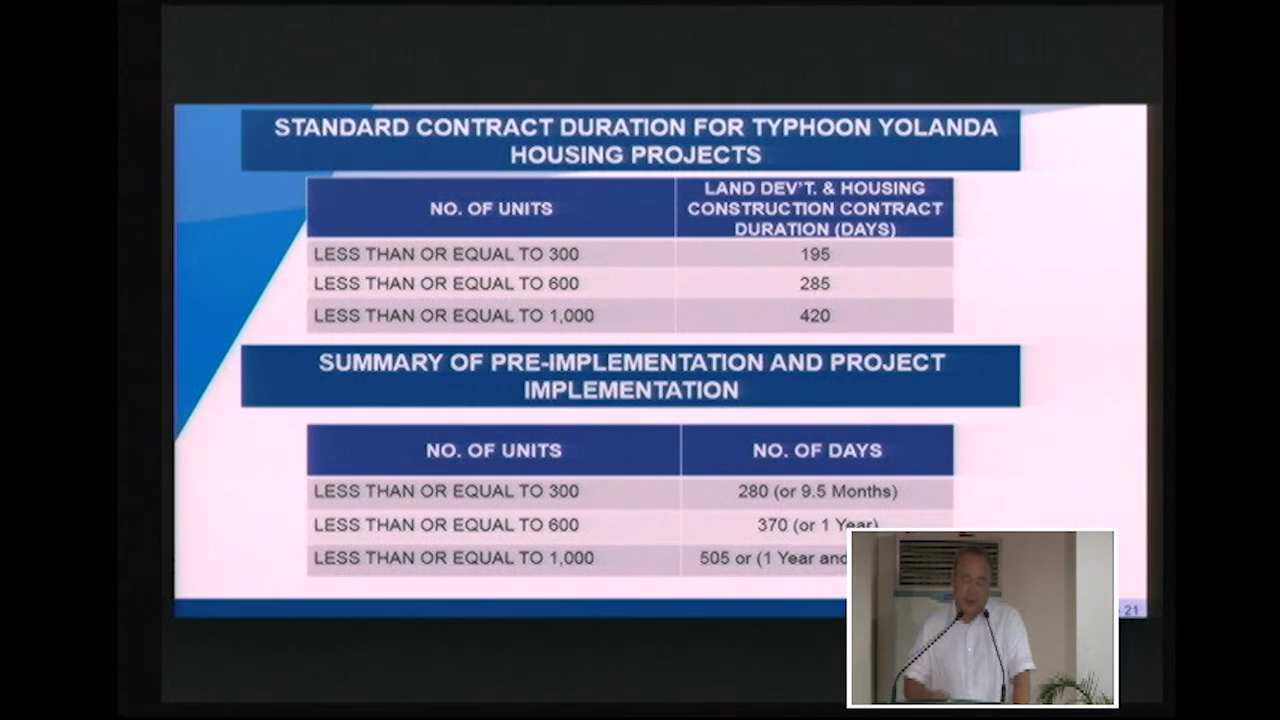 STANDARD CONTRACT DURATION FOR TYPHOON YOLANDA
HOUSING PROJECTS
NO. OF UNITS
LAND DEV'T. & HOUSING
CONSTRUCTION CONTRACT
DURATION (DAYS)
LESS THAN OR EQUAL TO 300
195
LESS THAN OR EQUAL TO 600
285
LESS THAN OR EQUAL TO 1,000
420
SUMMARY OF PRE-IMPLEMENTATION AND PROJECT
IMPLEMENTATION
NO. OF UNITS
NO. OF DAYS
LESS THAN OR EQUAL TO 300
280 (or 9.5 Months)
LESS THAN OR EQUAL TO 600
370 (or 1 Year)
LESS THAN OR EQUAL TO 1,000
505 or (1 Year and
21